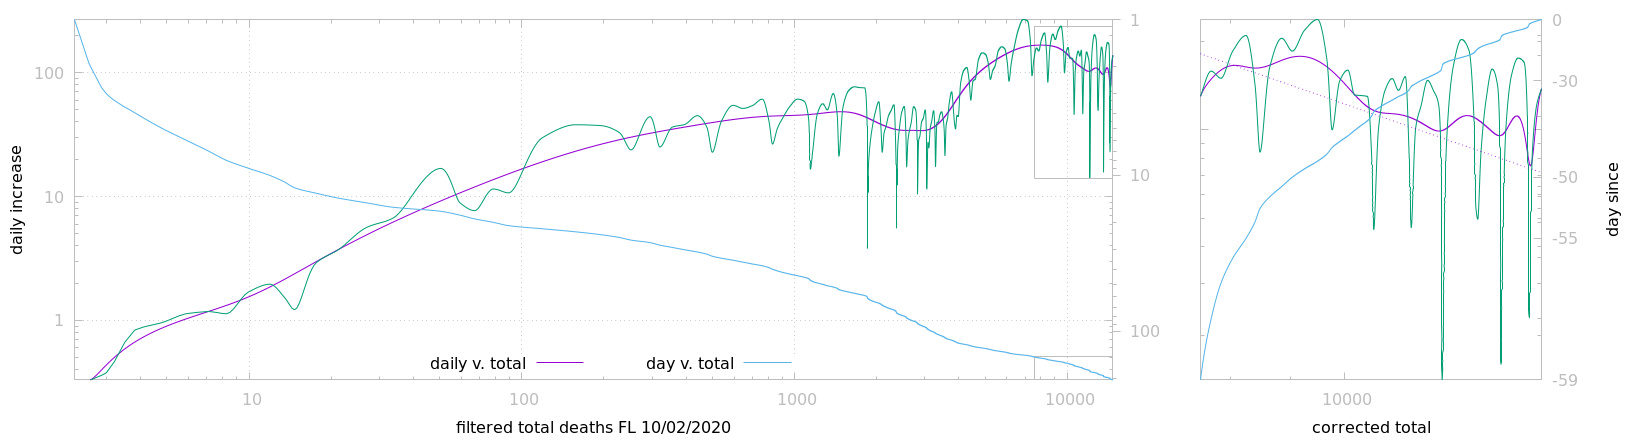 daily increase
100
10
1
1
10
100
daily v. total
day v. total
10
100
1000
10000
filtered total deaths FL 10/02/2020
0
-30
-50
-55
-59
day since
10000
corrected total